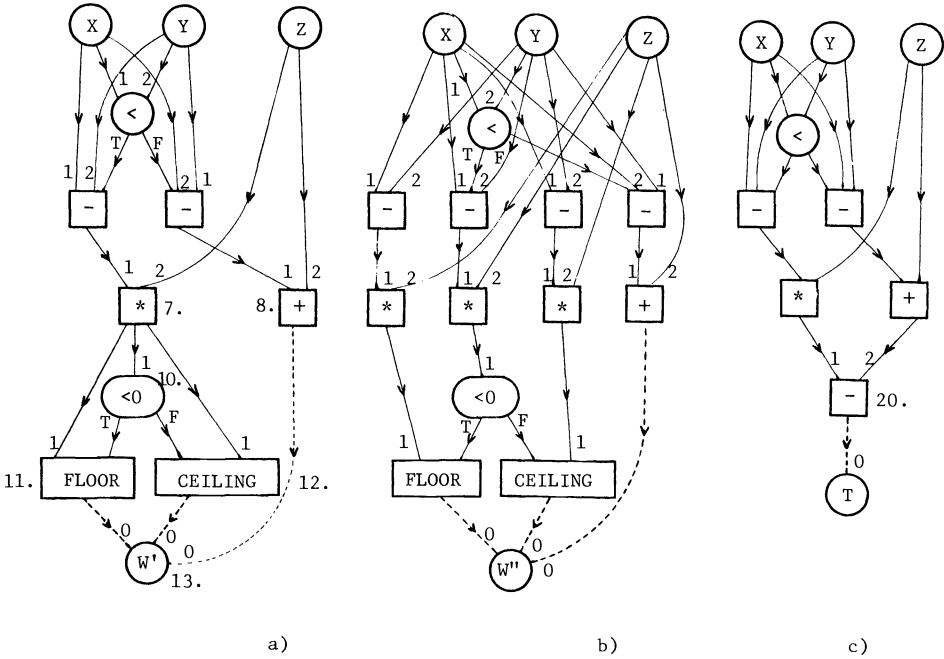 X Y Z
1 2
<
T F
1 2 2 1
- -
1 2 1 2
* 7. 8. +
1 10.
<0
T F
1 1
11. FLOOR CEILING 12.
0 0 0
W'
13.
a)
X Y Z
1 2
<
T F
1 2 1 2 1 2 2 1
- - - -
1 2 1 2 1 2 1 2
* * * +
1
<0
T F
1 1
FLOOR CEILING
0 0 0
W"
b)
X Y Z
<
- -
* +
1 2
- 20.
0
T
c)